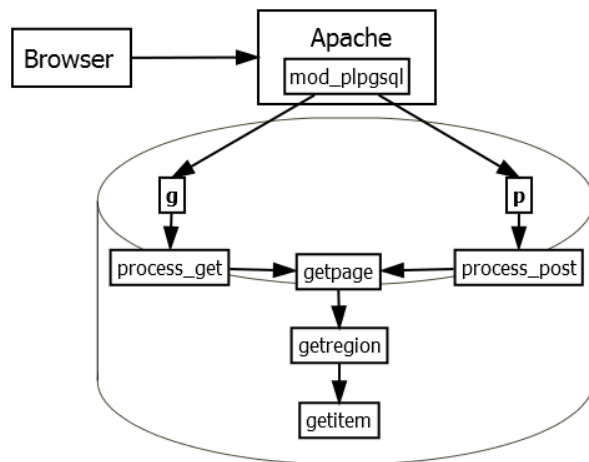 Browser
Apache
mod_plpgsql
g
p
process_get
getpage
process_post
getregion
getitem